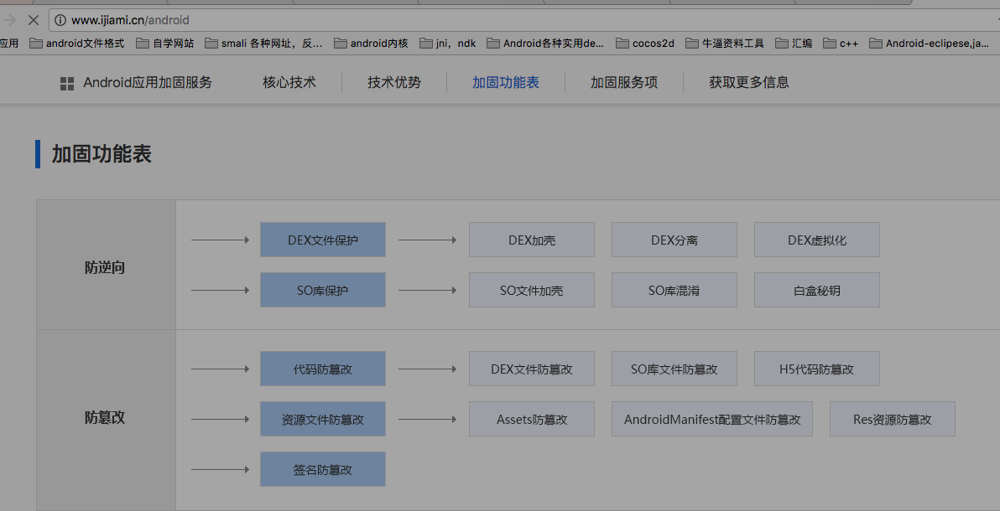 www.ijiami.cn/android
应用 android文件格式 自学网站 smali 各种网址，反... android内核 jni，ndk Android各种实用de... cocos2d 牛逼资料工具 汇编 c++ Android-eclipese,ja...
Android应用加固服务 核心技术 技术优势 加固功能表 加固服务项 获取更多信息
加固功能表
防逆向
DEX文件保护 DEX加壳 DEX分离 DEX虚拟化
SO库保护 SO文件加壳 SO库混淆 白盒秘钥
防篡改
代码防篡改 DEX文件防篡改 SO库文件防篡改 H5代码防篡改
资源文件防篡改 Assets防篡改 AndroidManifest配置文件防篡改 Res资源防篡改
签名防篡改